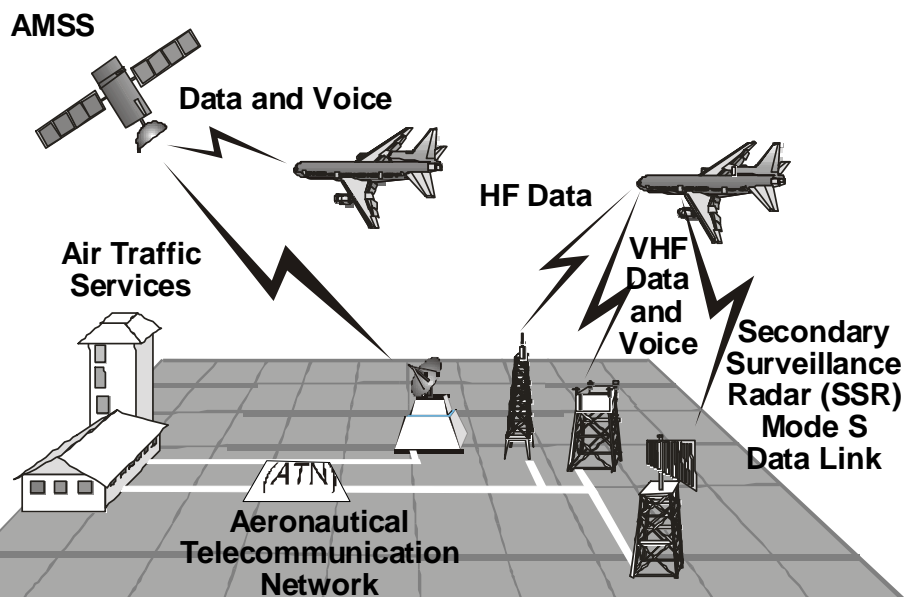 AMSS
Data and Voice
HF Data
VHF
Data
and
Voice
Air Traffic
Services
Secondary
Surveillance
Radar (SSR)
Mode S
Data Link
ATN
Aeronautical
Telecommunication
Network